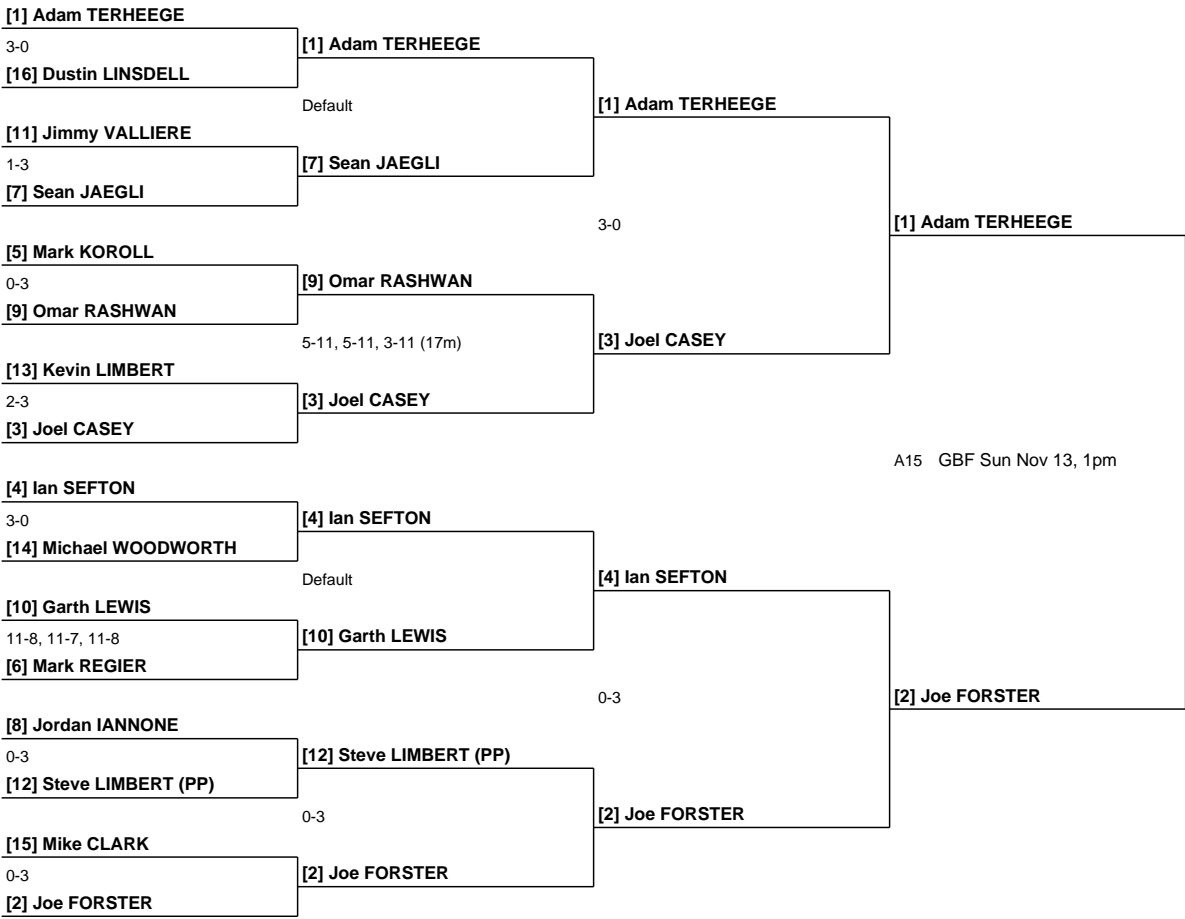 [1] Adam TERHEEGE
3-0
[16] Dustin LINSDELL
[11] Jimmy VALLIERE
1-3
[7] Sean JAEGLI
[5] Mark KOROLL
0-3
[9] Omar RASHWAN
[13] Kevin LIMBERT
2-3
[3] Joel CASEY
[4] Ian SEFTON
3-0
[14] Michael WOODWORTH
[10] Garth LEWIS
11-8, 11-7, 11-8
[6] Mark REGIER
[8] Jordan IANNONE
0-3
[12] Steve LIMBERT (PP)
[15] Mike CLARK
0-3
[2] Joe FORSTER
[1] Adam TERHEEGE
Default
[7] Sean JAEGLI
[9] Omar RASHWAN
5-11, 5-11, 3-11 (17m)
[3] Joel CASEY
[4] Ian SEFTON
Default
[10] Garth LEWIS
[12] Steve LIMBERT (PP)
0-3
[2] Joe FORSTER
[1] Adam TERHEEGE
3-0
[3] Joel CASEY
[4] Ian SEFTON
0-3
[2] Joe FORSTER
[1] Adam TERHEEGE
A15 GBF Sun Nov 13, 1pm
[2] Joe FORSTER